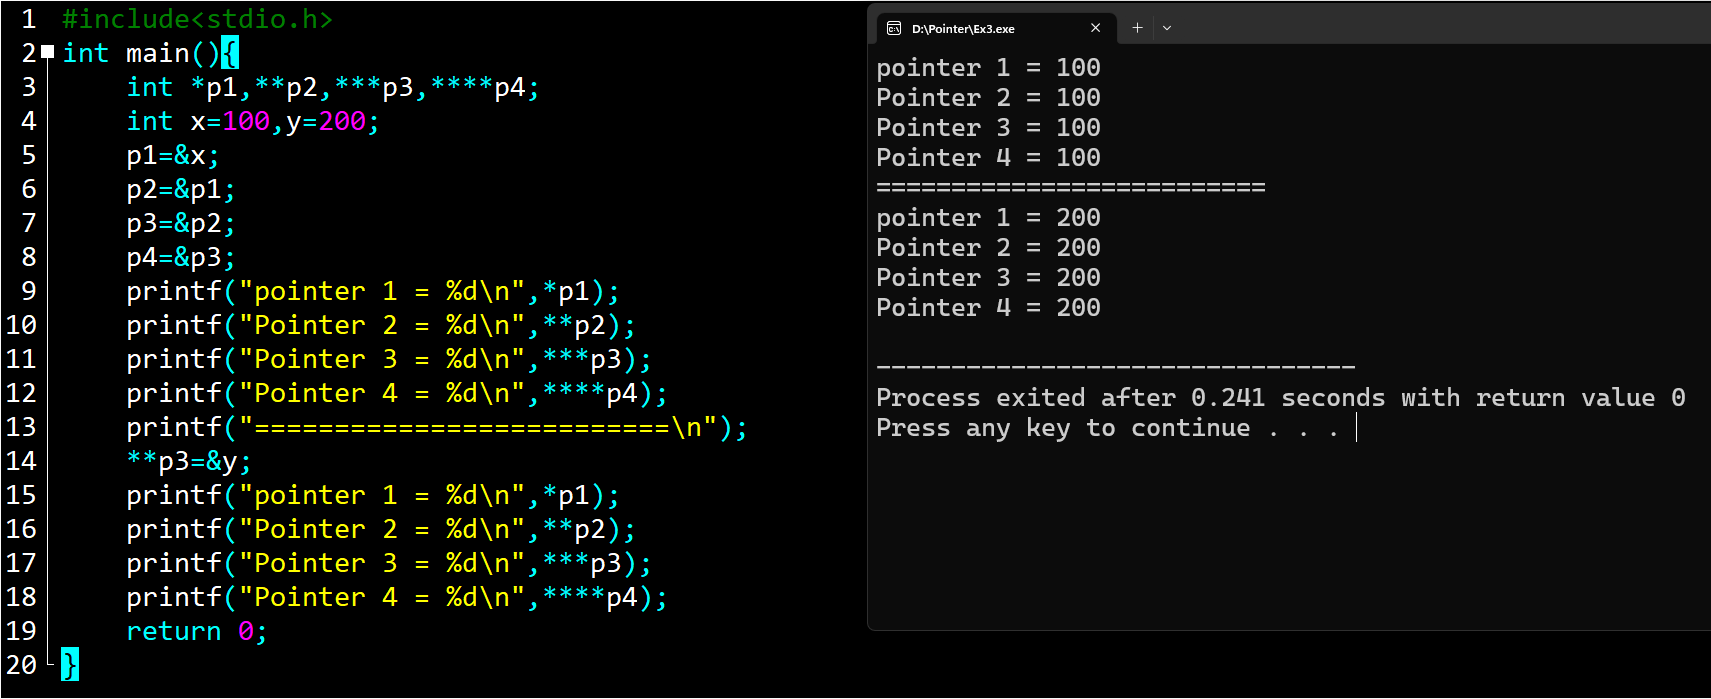 1 #include<stdio.h>
2 int main(){
3 int *p1,**p2,***p3,****p4;
4 int x=100,y=200;
5 p1=&x;
6 p2=&p1;
7 p3=&p2;
8 p4=&p3;
9 printf("pointer 1 = %d\n",*p1);
10 printf("Pointer 2 = %d\n",**p2);
11 printf("Pointer 3 = %d\n",***p3);
12 printf("Pointer 4 = %d\n",****p4);
13 printf("==========================\n");
14 **p3=&y;
15 printf("pointer 1 = %d\n",*p1);
16 printf("Pointer 2 = %d\n",**p2);
17 printf("Pointer 3 = %d\n",***p3);
18 printf("Pointer 4 = %d\n",****p4);
19 return 0;
20 }
D:\Pointer\Ex3.exe
pointer 1 = 100
Pointer 2 = 100
Pointer 3 = 100
Pointer 4 = 100
==========================
pointer 1 = 200
Pointer 2 = 200
Pointer 3 = 200
Pointer 4 = 200
--------------------------------
Process exited after 0.241 seconds with return value 0
Press any key to continue . . .